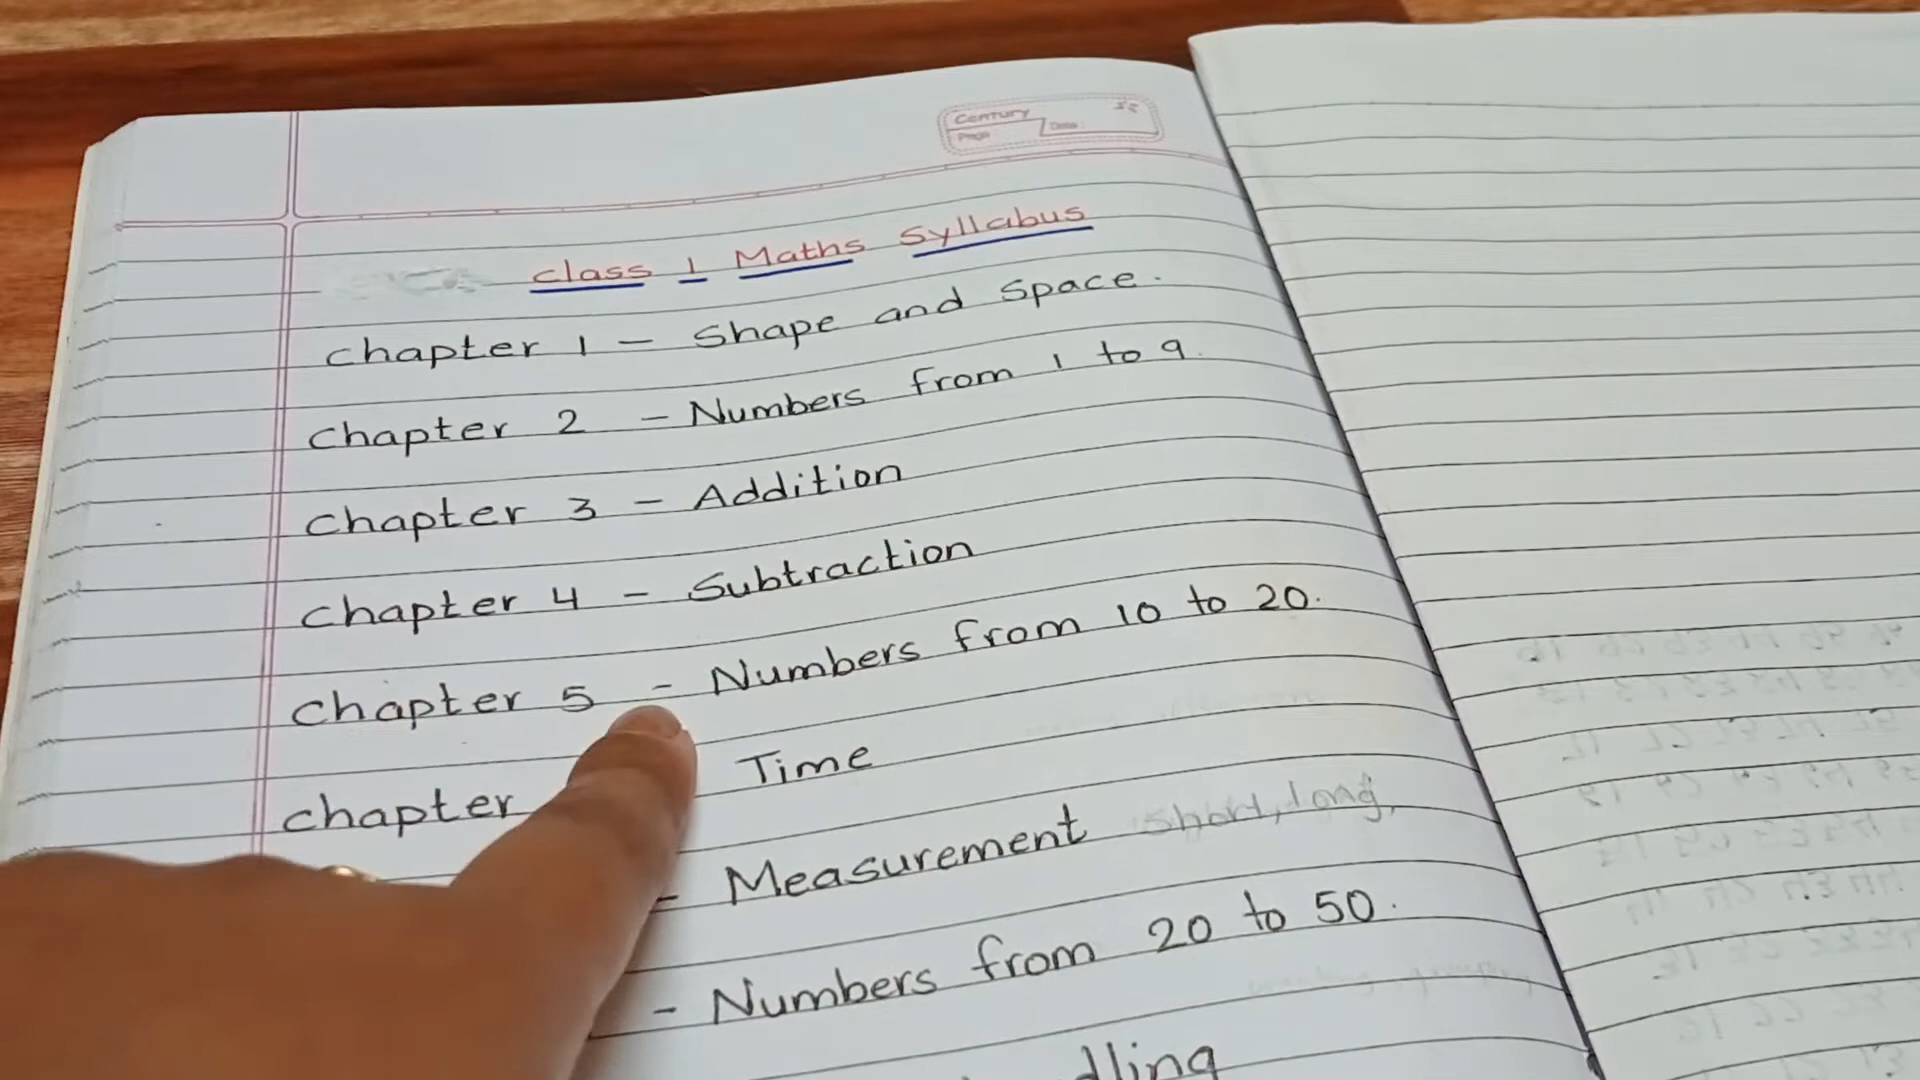 Century
Page Date:
Class 1 Maths Syllabus
Chapter 1 - Shape and Space.
Chapter 2 - Numbers from 1 to 9.
Chapter 3 - Addition
Chapter 4 - Subtraction
Chapter 5 - Numbers from 10 to 20.
Chapter Time
- Measurement short, long,
- Numbers from 20 to 50.
dling